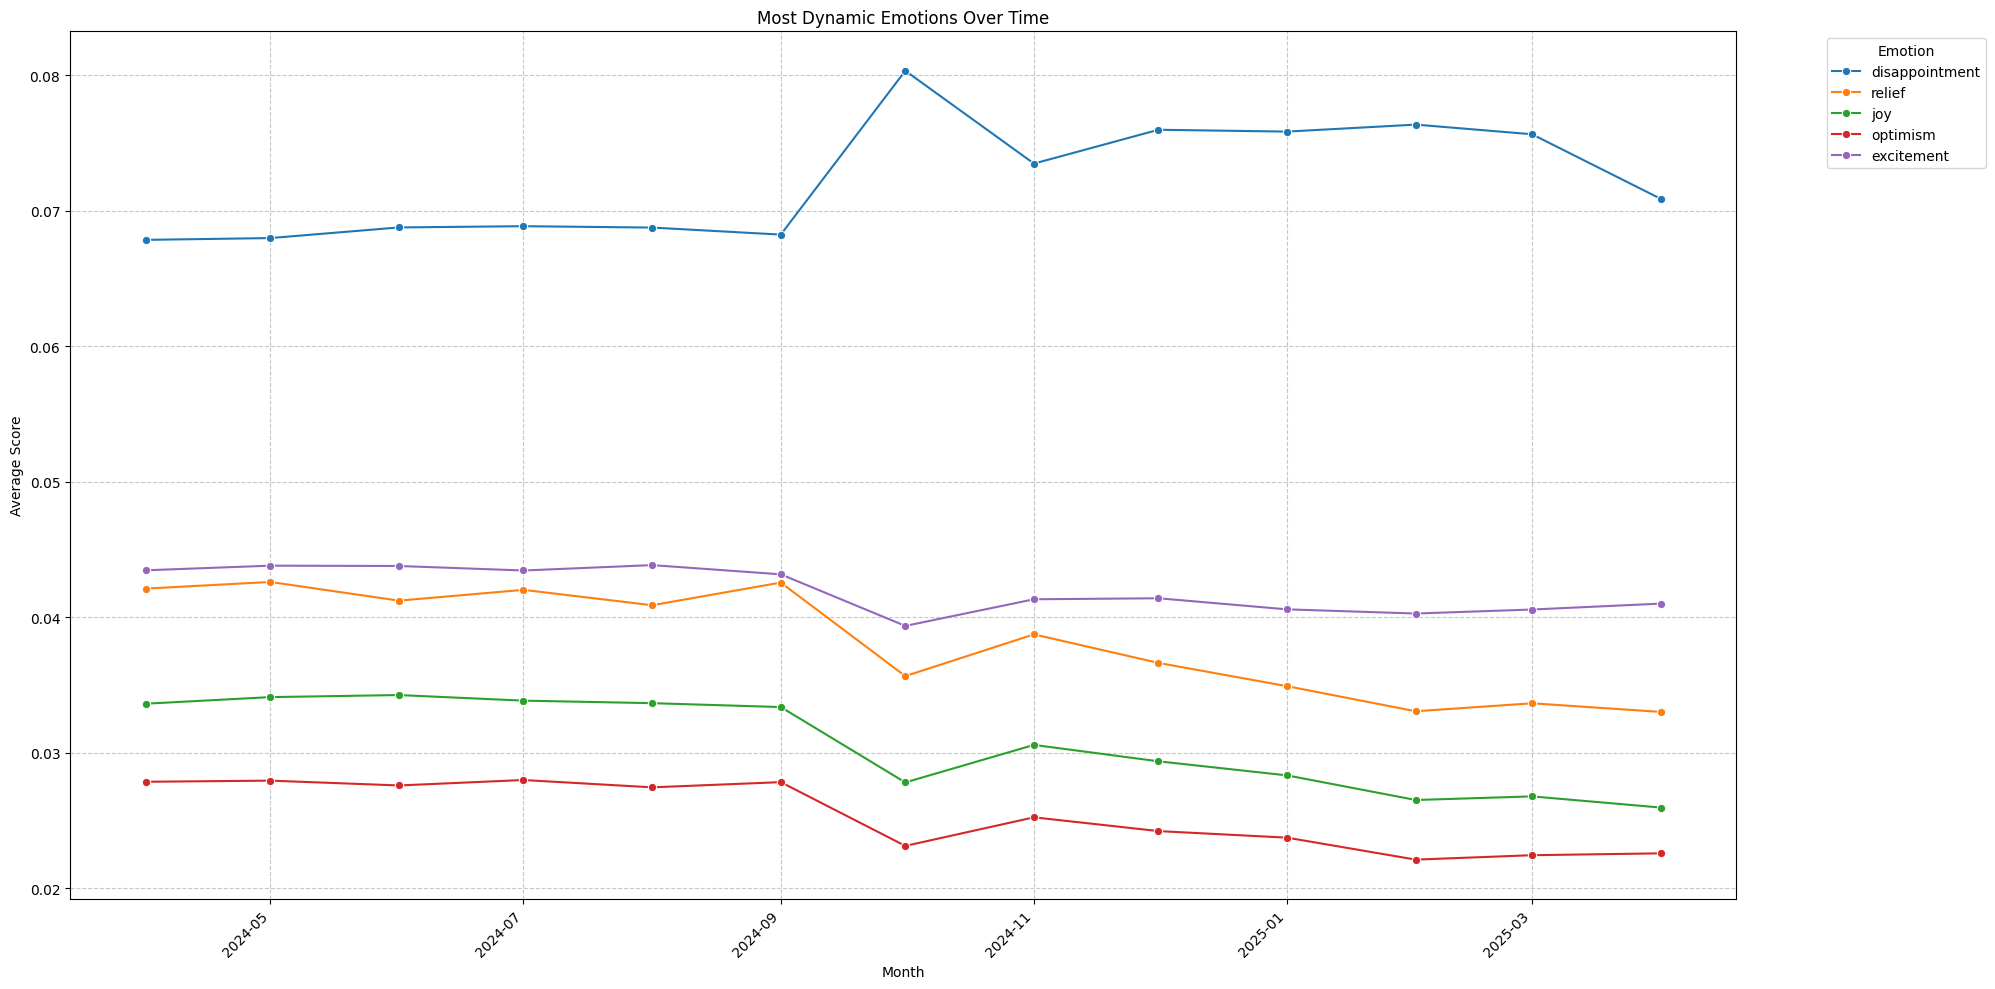 Most Dynamic Emotions Over Time
Emotion
disappointment
relief
joy
optimism
excitement
Average Score
0.08
0.07
0.06
0.05
0.04
0.03
0.02
2024-05
2024-07
2024-09
2024-11
2025-01
2025-03
Month